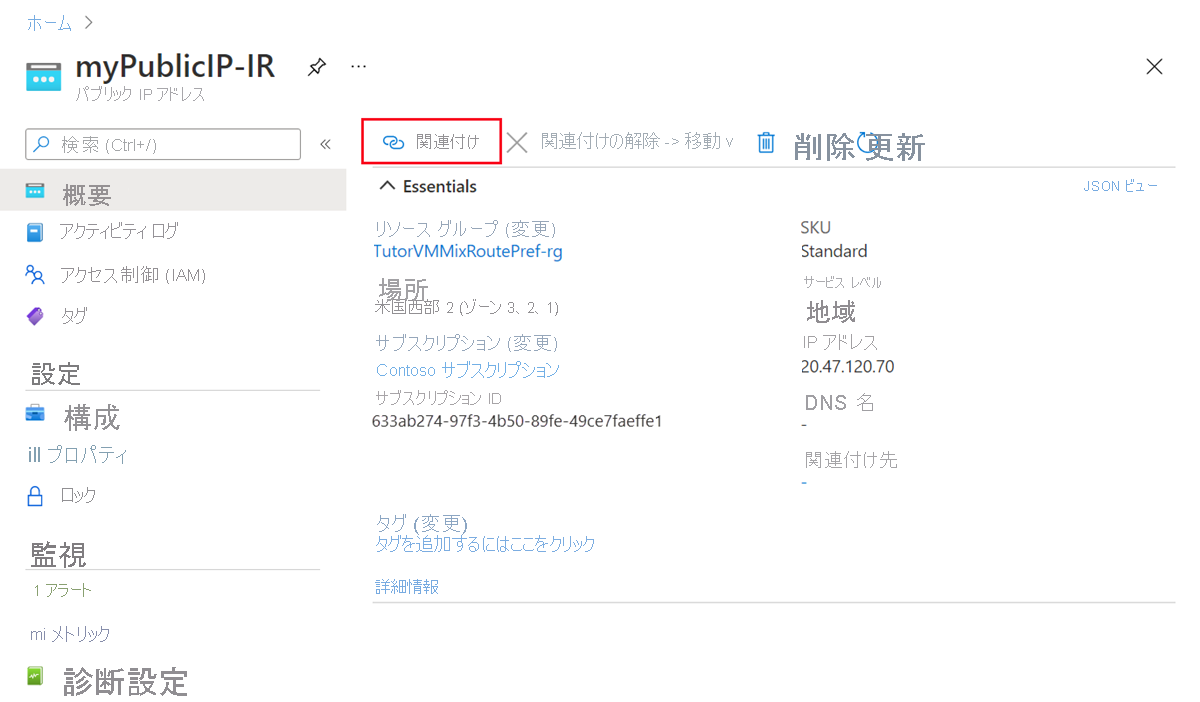 ホーム >
myPublicIP-IR ...
パブリック IP アドレス
検索 (Ctrl+/) «
概要
アクティビティ ログ
アクセス制御 (IAM)
タグ
設定
構成
ill プロパティ
ロック
監視
1 アラート
mi メトリック
診断設定
関連付け 関連付けの解除 -> 移動 v 削除 更新
Essentials JSON ビュー
リソース グループ (変更)
TutorVMMixRoutePref-rg
場所
米国西部 2 (ゾーン 3、2、1)
サブスクリプション (変更)
Contoso サブスクリプション
サブスクリプション ID
633ab274-97f3-4b50-89fe-49ce7faeffe1
SKU
Standard
サービス レベル
地域
IP アドレス
20.47.120.70
DNS 名
-
関連付け先
-
タグ (変更)
タグを追加するにはここをクリック
詳細情報